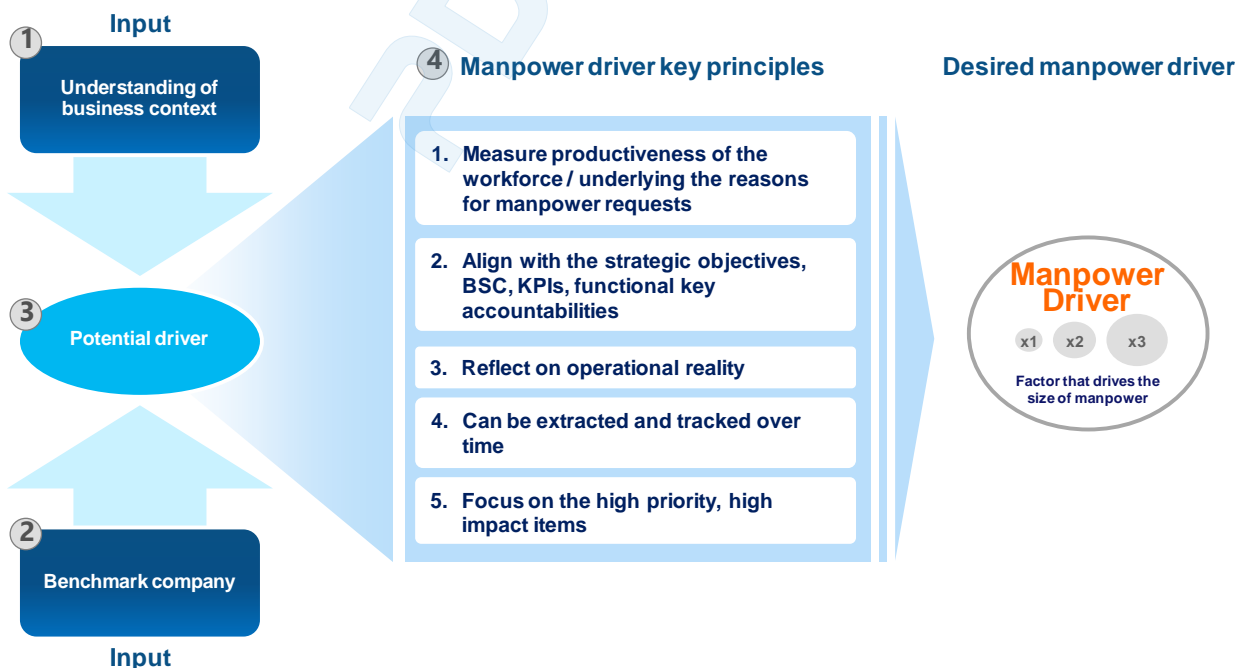 Input
1
Understanding of
business context
3
Potential driver
2
Benchmark company
Input
4 Manpower driver key principles
1. Measure productiveness of the
workforce / underlying the reasons
for manpower requests
2. Align with the strategic objectives,
BSC, KPIs, functional key
accountabilities
3. Reflect on operational reality
4. Can be extracted and tracked over
time
5. Focus on the high priority, high
impact items
Desired manpower driver
Manpower
Driver
x1 x2 x3
Factor that drives the
size of manpower